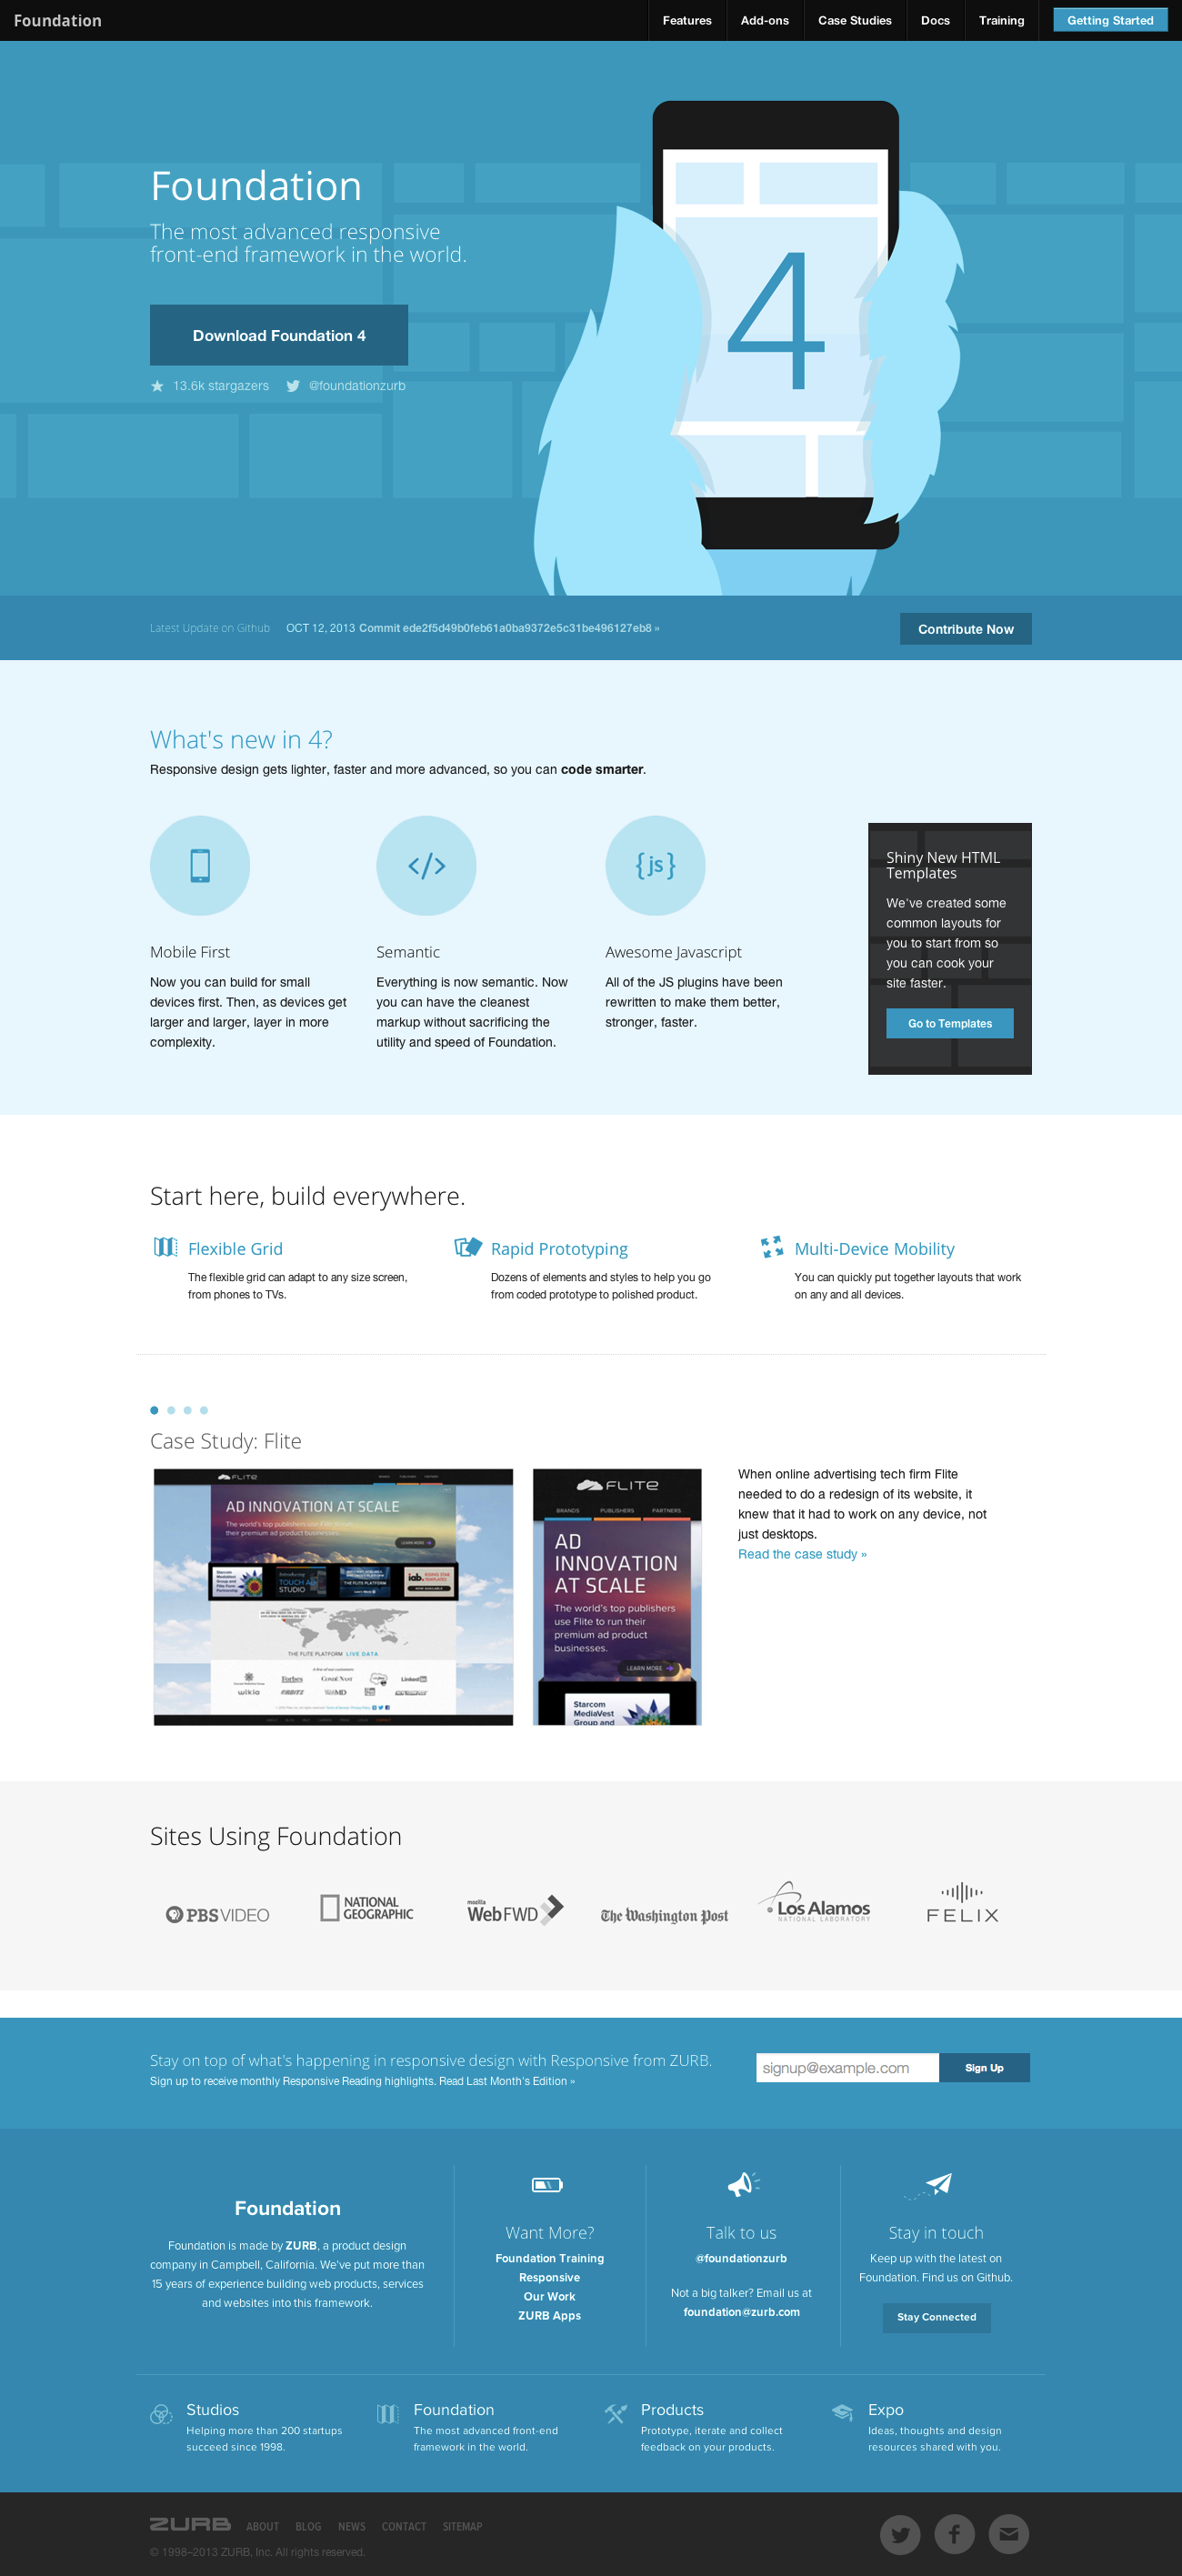 Foundation
Features
Add-ons
Case Studies
Docs
Training
Getting Started
Foundation
The most advanced responsive
front-end framework in the world.
4
Download Foundation 4
13.6k stargazers
@foundationzurb
Latest Update on Github
OCT 12, 2013 Commit ede2f5d49b0feb61a0ba9372e5c31be496127eb8 »
Contribute Now
What's new in 4?
Responsive design gets lighter, faster and more advanced, so you can code smarter.
</>
{js}
Mobile First
Now you can build for small
devices first. Then, as devices get
larger and larger, layer in more
complexity.
Semantic
Everything is now semantic. Now
you can have the cleanest
markup without sacrificing the
utility and speed of Foundation.
Awesome Javascript
All of the JS plugins have been
rewritten to make them better,
stronger, faster.
Shiny New HTML
Templates
We've created some
common layouts for
you to start from so
you can cook your
site faster.
Go to Templates
Start here, build everywhere.
Flexible Grid
The flexible grid can adapt to any size screen,
from phones to TVs.
Rapid Prototyping
Dozens of elements and styles to help you go
from coded prototype to polished product.
Multi-Device Mobility
You can quickly put together layouts that work
on any and all devices.
Case Study: Flite
FLITE
AD INNOVATION AT SCALE
The world's top publishers use Flite to run
their premium ad product businesses.
LEARN MORE
Starcom
MediaVest
Introducing
TOUCH AD
STUDIO
THE FLITE PLATFORM
iab.
THE FLITE PLATFORM LIVE DATA
Forbes
LinkedIn
wikia
WebMD
FLITE
BRANDS
PUBLISHERS
PARTNERS
AD
INNOVATION
AT SCALE
The world's top publishers
use Flite to run their
premium ad product
businesses.
LEARN MORE
Starcom
MediaVest
Group and
When online advertising tech firm Flite
needed to do a redesign of its website, it
knew that it had to work on any device, not
just desktops.
Read the case study »
Sites Using Foundation
PBS VIDEO
NATIONAL
GEOGRAPHIC
mozilla
WebFWD
The Washington Post
Los Alamos
NATIONAL LABORATORY
FELIX
Stay on top of what's happening in responsive design with Responsive from ZURB.
Sign up to receive monthly Responsive Reading highlights. Read Last Month's Edition »
signup@example.com
Sign Up
Foundation
Foundation is made by ZURB, a product design
company in Campbell, California. We've put more than
15 years of experience building web products, services
and websites into this framework.
Want More?
Foundation Training
Responsive
Our Work
ZURB Apps
Talk to us
@foundationzurb
Not a big talker? Email us at
foundation@zurb.com
Stay in touch
Keep up with the latest on
Foundation. Find us on Github.
Stay Connected
Studios
Helping more than 200 startups
succeed since 1998.
Foundation
The most advanced front-end
framework in the world.
Products
Prototype, iterate and collect
feedback on your products.
Expo
Ideas, thoughts and design
resources shared with you.
ZURB
ABOUT
BLOG
NEWS
CONTACT
SITEMAP
© 1998–2013 ZURB, Inc. All rights reserved.